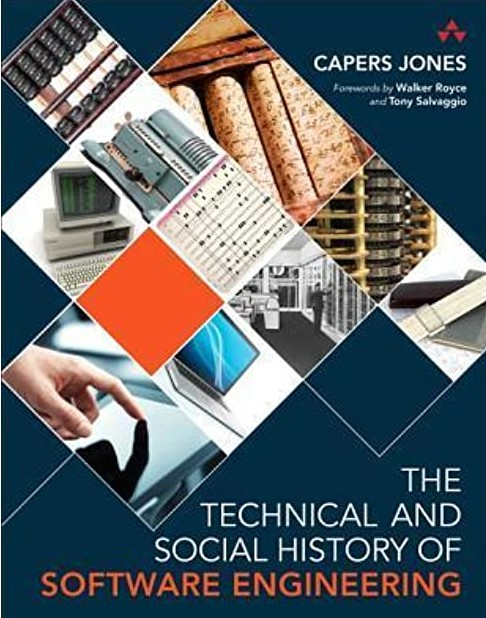 CAPERS JONES
Forewords by Walker Royce
and Tony Salvaggio
THE
TECHNICAL AND
SOCIAL HISTORY OF
SOFTWARE ENGINEERING